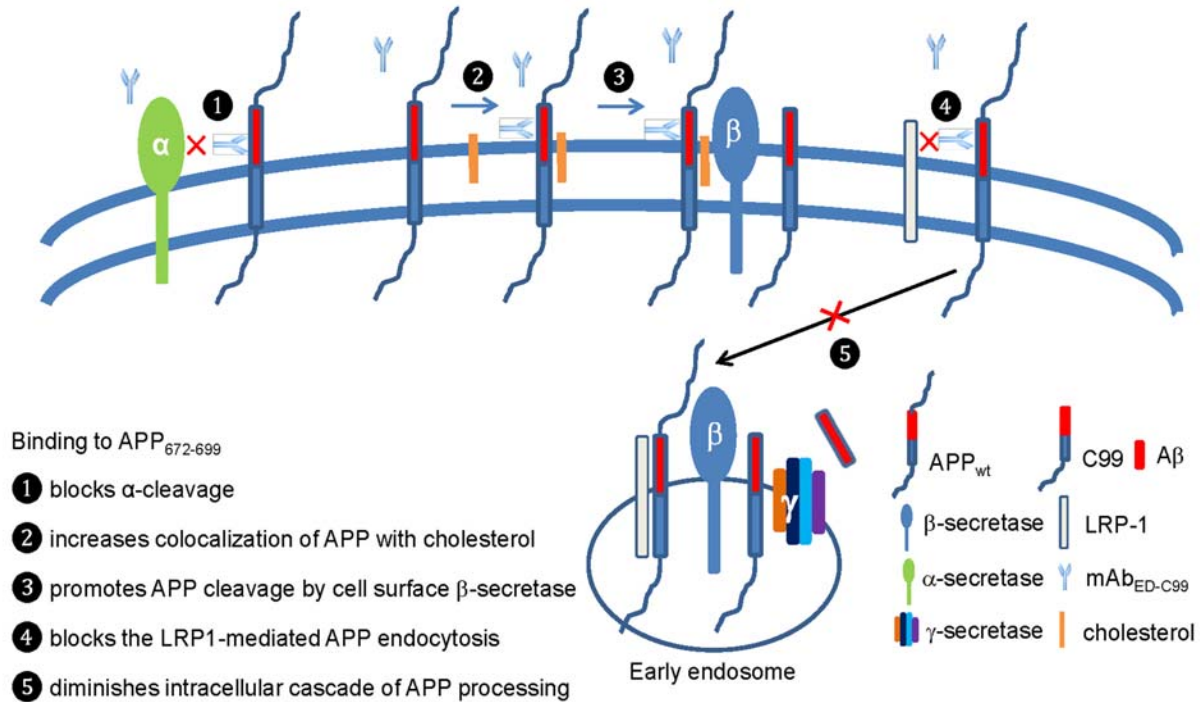 1
2
3
4
α
β
5
β
γ
Early endosome
Binding to APP672-699
1 blocks α-cleavage
2 increases colocalization of APP with cholesterol
3 promotes APP cleavage by cell surface β-secretase
4 blocks the LRP1-mediated APP endocytosis
5 diminishes intracellular cascade of APP processing
APPwt
C99
Aβ
β-secretase
LRP-1
α-secretase
mAbED-C99
γ-secretase
cholesterol